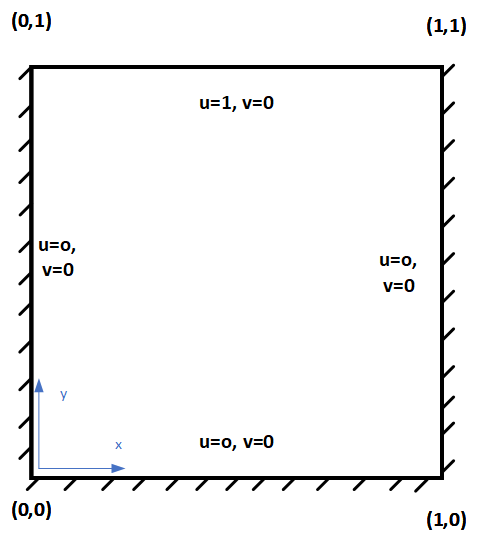 (0,1)
(1,1)
u=1, v=0
u=o,
v=0
u=o,
v=0
y
x
u=o, v=0
(0,0)
(1,0)